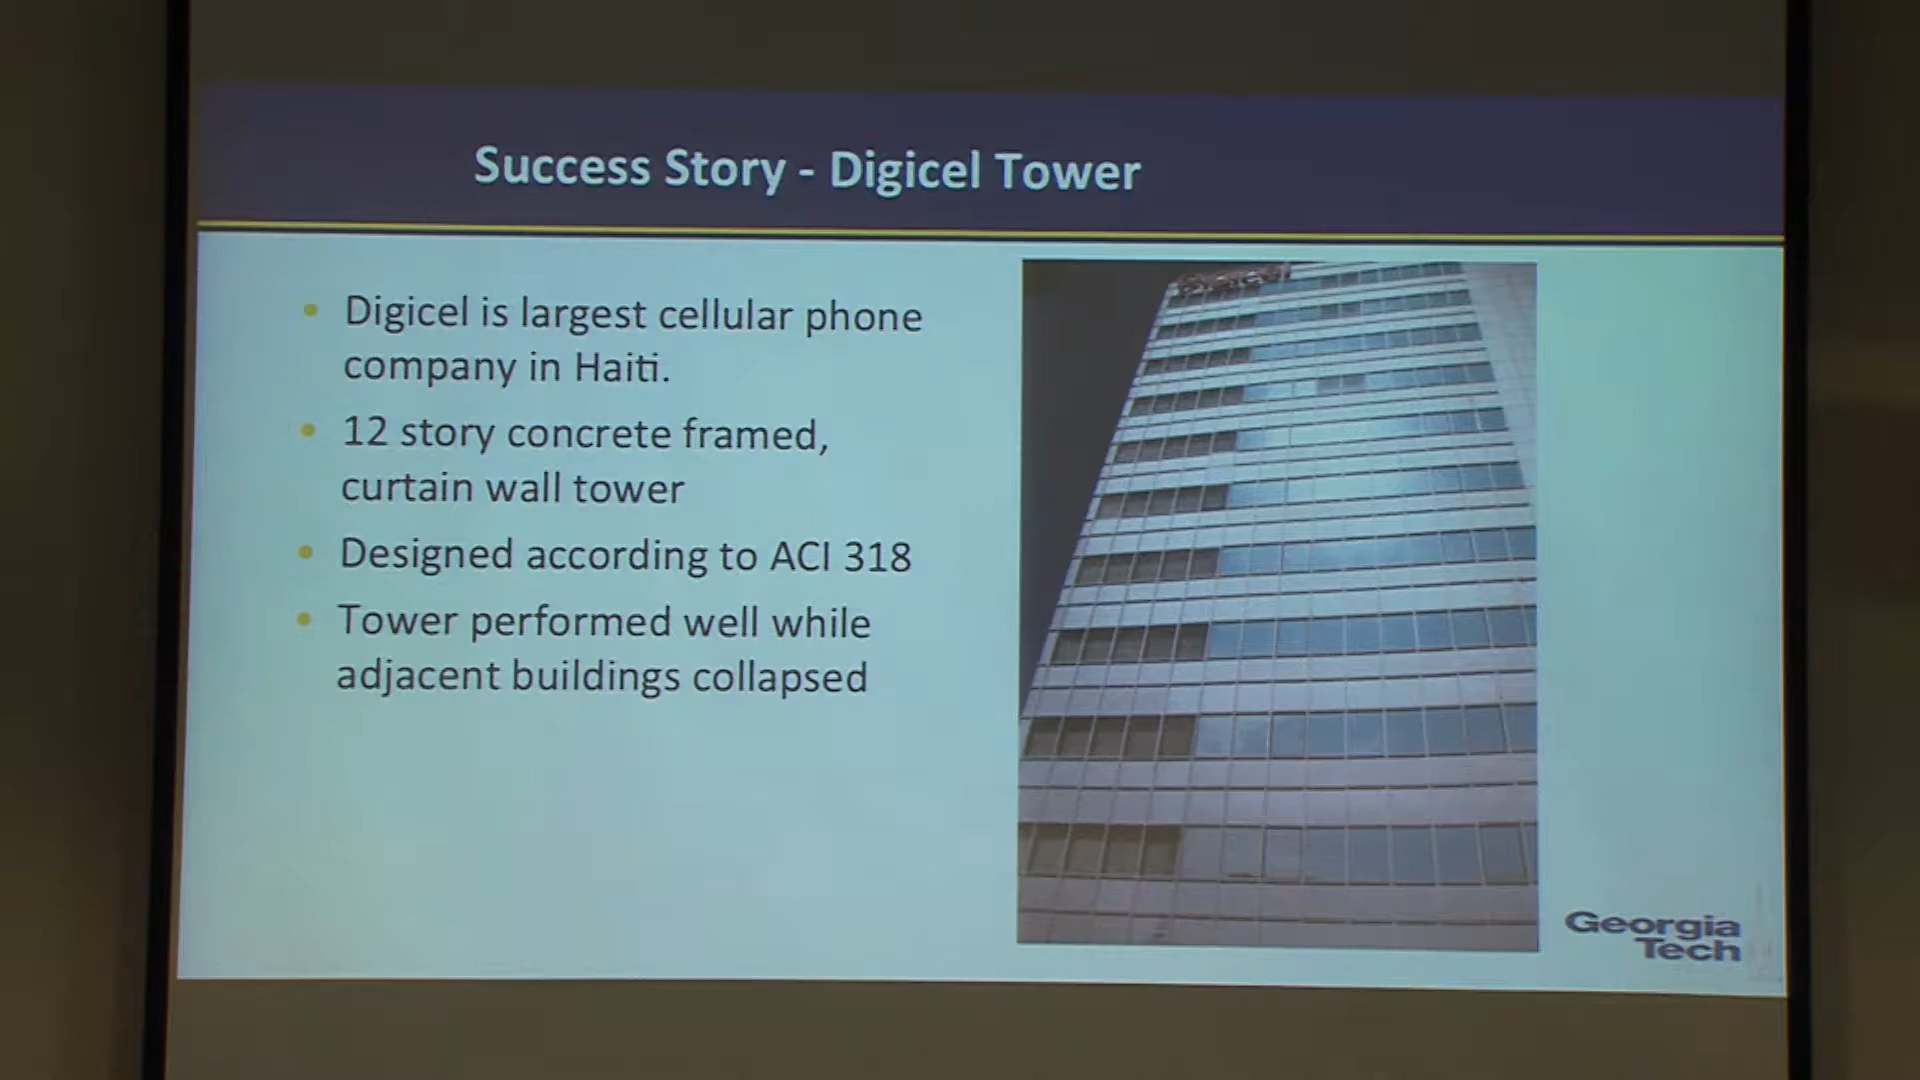 Success Story - Digicel Tower
• Digicel is largest cellular phone
company in Haiti.
• 12 story concrete framed,
curtain wall tower
• Designed according to ACI 318
• Tower performed well while
adjacent buildings collapsed
Georgia
Tech